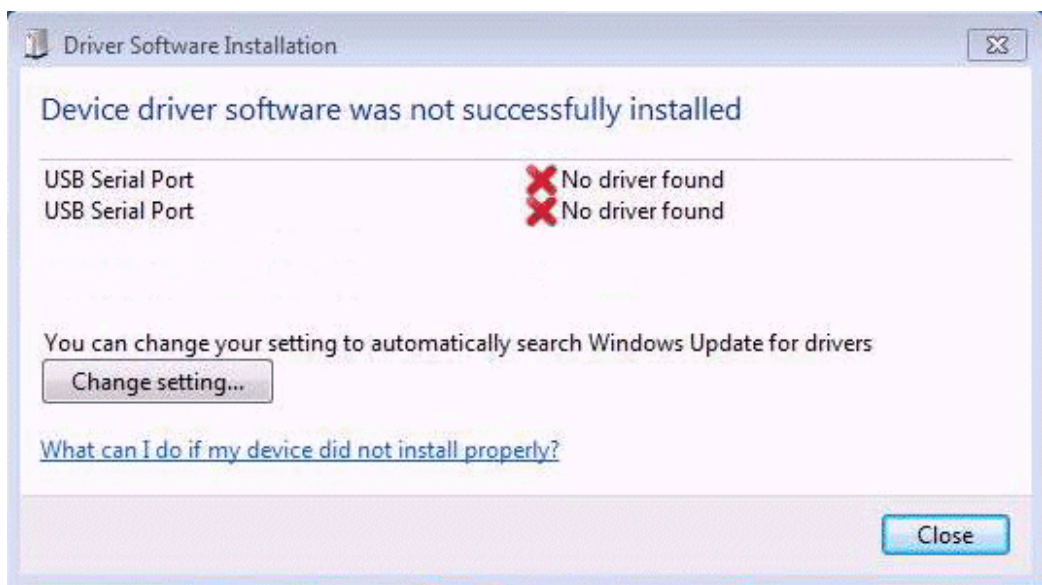 Driver Software Installation
Device driver software was not successfully installed
USB Serial Port No driver found
USB Serial Port No driver found
You can change your setting to automatically search Windows Update for drivers
Change setting...
What can I do if my device did not install properly?
Close